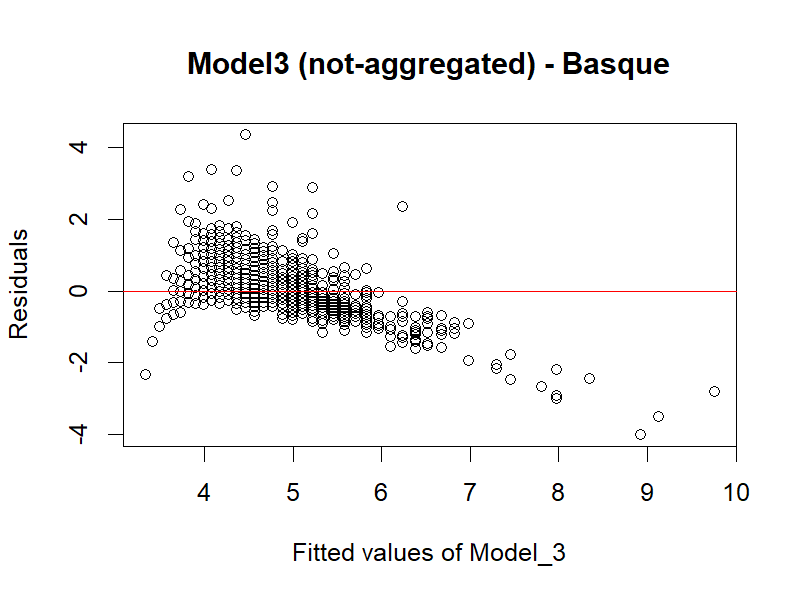 Model3 (not-aggregated) - Basque
4
2
0
-2
-4
Residuals
4 5 6 7 8 9 10
Fitted values of Model_3